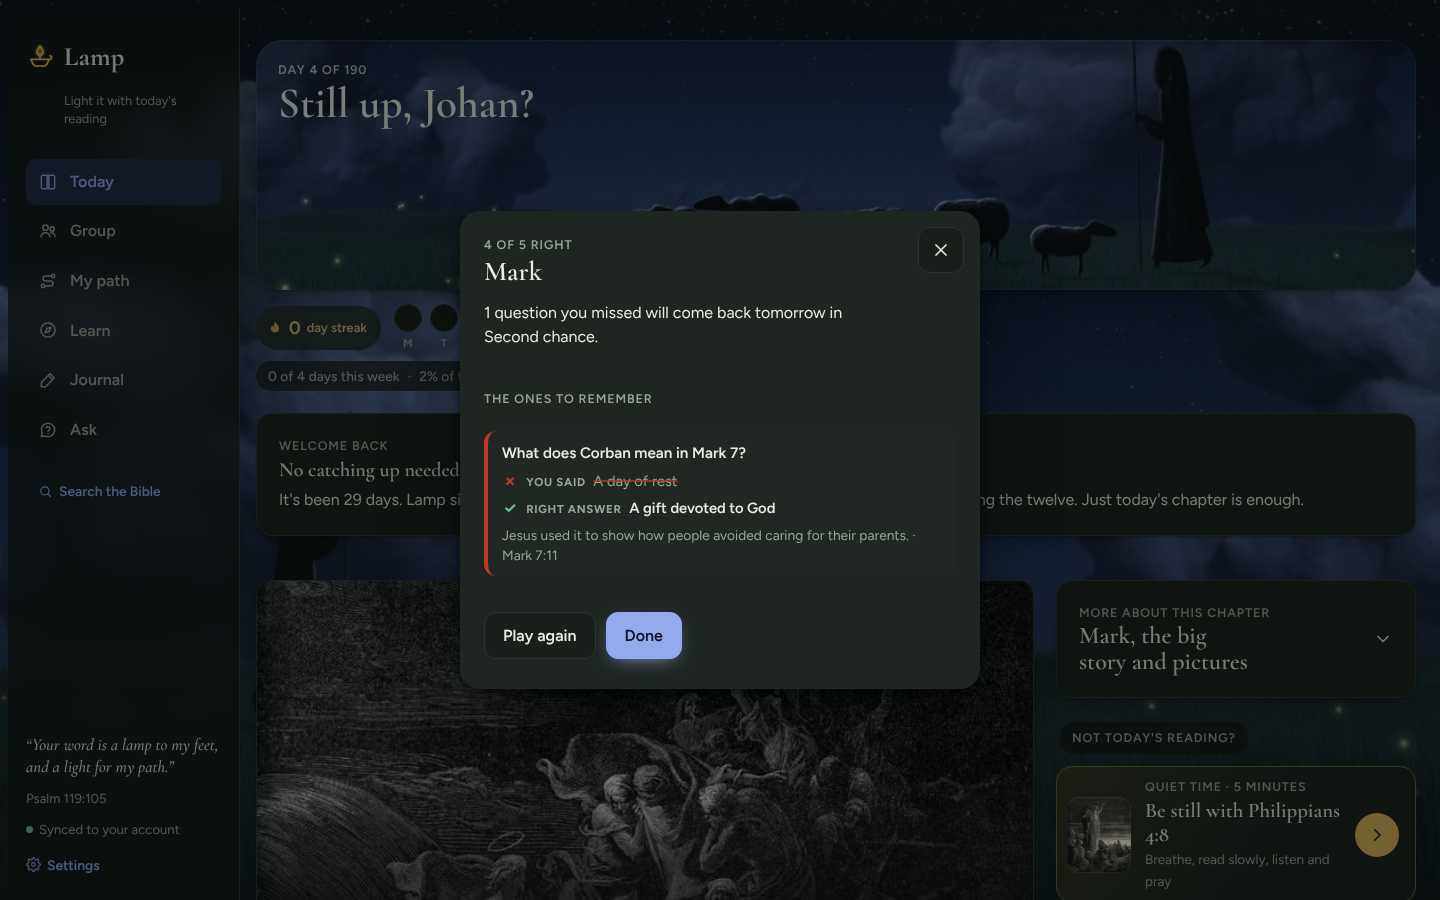 Lamp
Light it with today's
reading
Today
Group
My path
Learn
Journal
Ask
Search the Bible
“Your word is a lamp to my feet,
and a light for my path.”
Psalm 119:105
Synced to your account
Settings
DAY 4 OF 190
Still up, Johan?
0 day streak
M T
0 of 4 days this week · 2% of
WELCOME BACK
No catching up needed
It's been 29 days. Lamp
ng the twelve. Just today's chapter is enough.
4 OF 5 RIGHT
Mark
1 question you missed will come back tomorrow in
Second chance.
THE ONES TO REMEMBER
What does Corban mean in Mark 7?
YOU SAID A day of rest
RIGHT ANSWER A gift devoted to God
Jesus used it to show how people avoided caring for their parents. ·
Mark 7:11
Play again
Done
MORE ABOUT THIS CHAPTER
Mark, the big
story and pictures
NOT TODAY'S READING?
QUIET TIME · 5 MINUTES
Be still with Philippians
4:8
Breathe, read slowly, listen and
pray